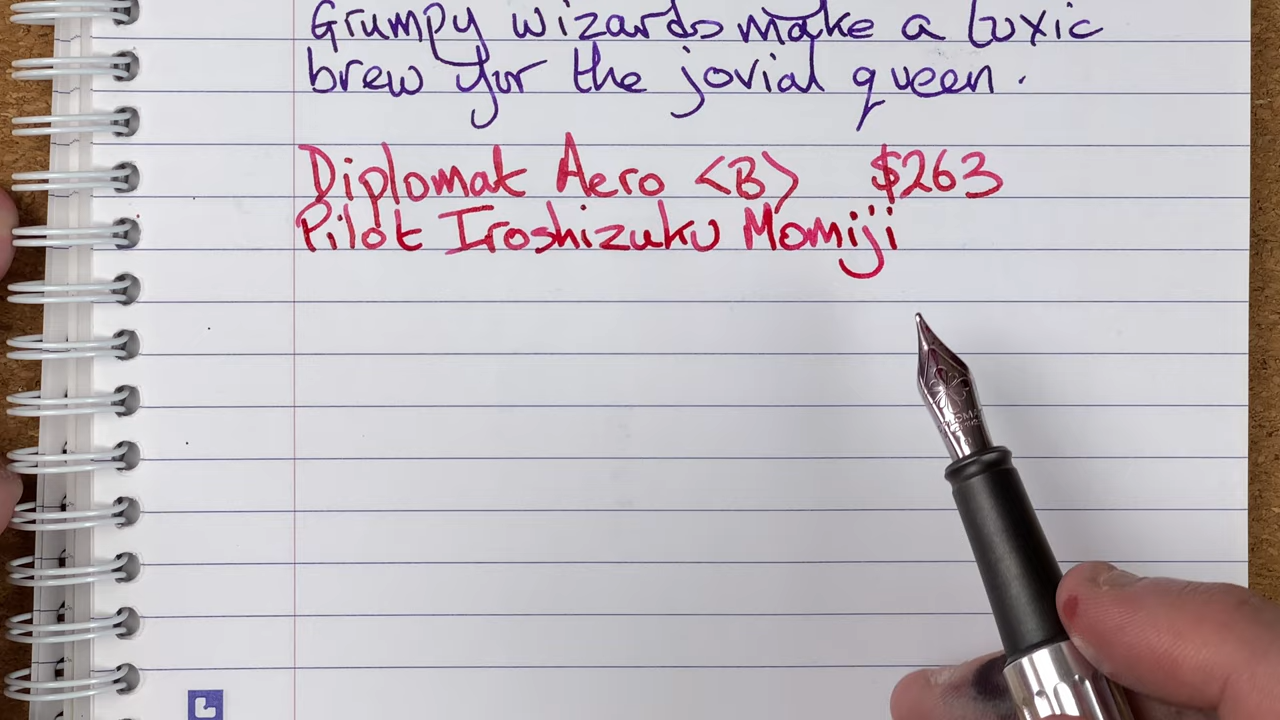 Grumpy wizards make a toxic
brew for the jovial queen.
Diplomat Aero <B> $263
Pilot Iroshizuku Momiji